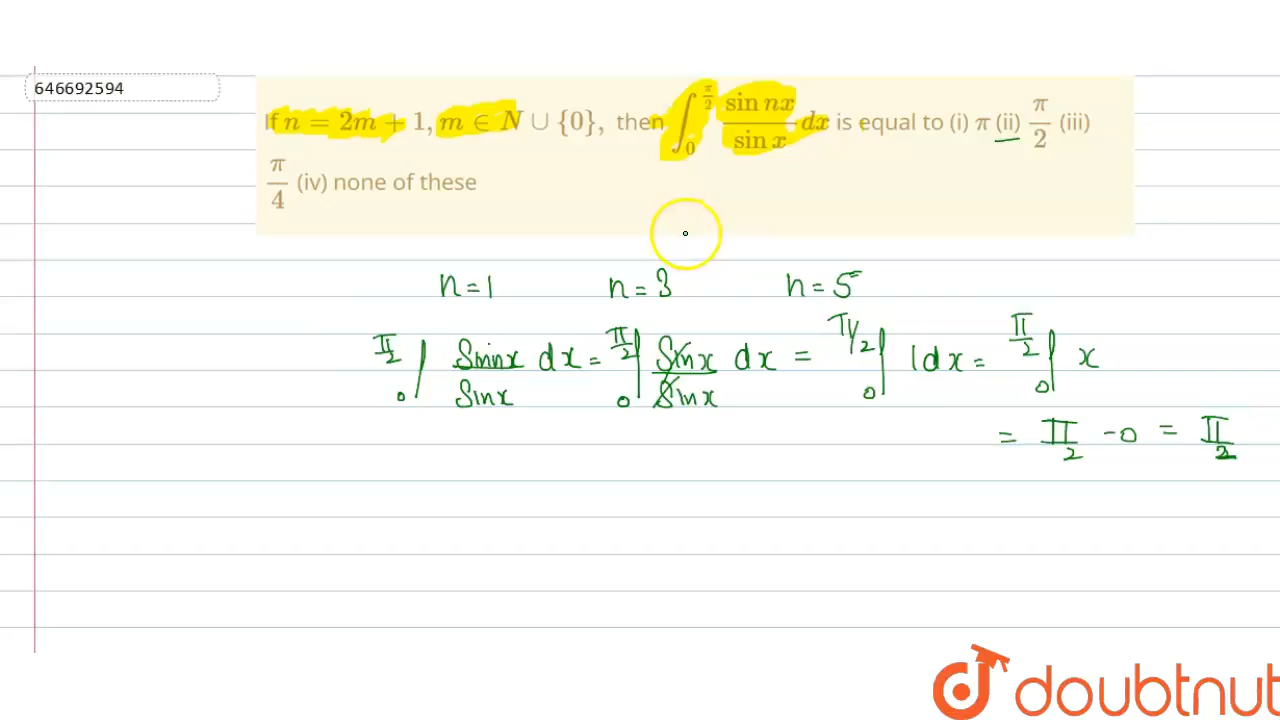 646692594
If n = 2m + 1, m ∈ N ∪ {0}, then ∫₀^(π/2) sin nx / sin x dx is equal to (i) π (ii) π/2 (iii)
π/4 (iv) none of these
n=1 n=3 n=5
π/2 ∫ 0 Sinnx/Sinx dx = π/2 ∫ 0 Sinx/Sinx dx = π/2 ∫ 0 1dx = π/2 | 0 x
= π/2 -0 = π/2
doubtnut